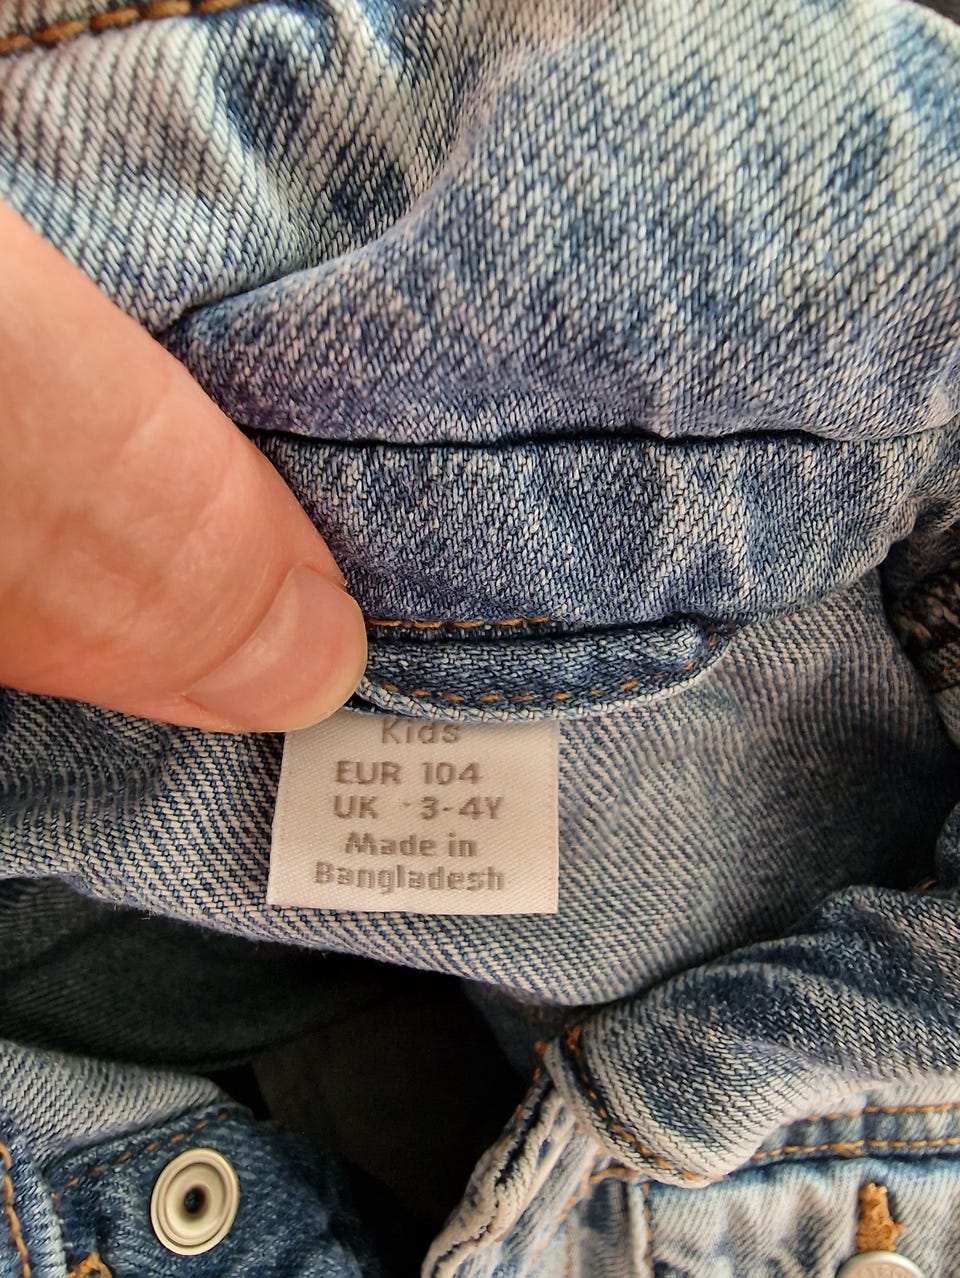 Kids
EUR 104
UK - 3-4Y
Made in
Bangladesh